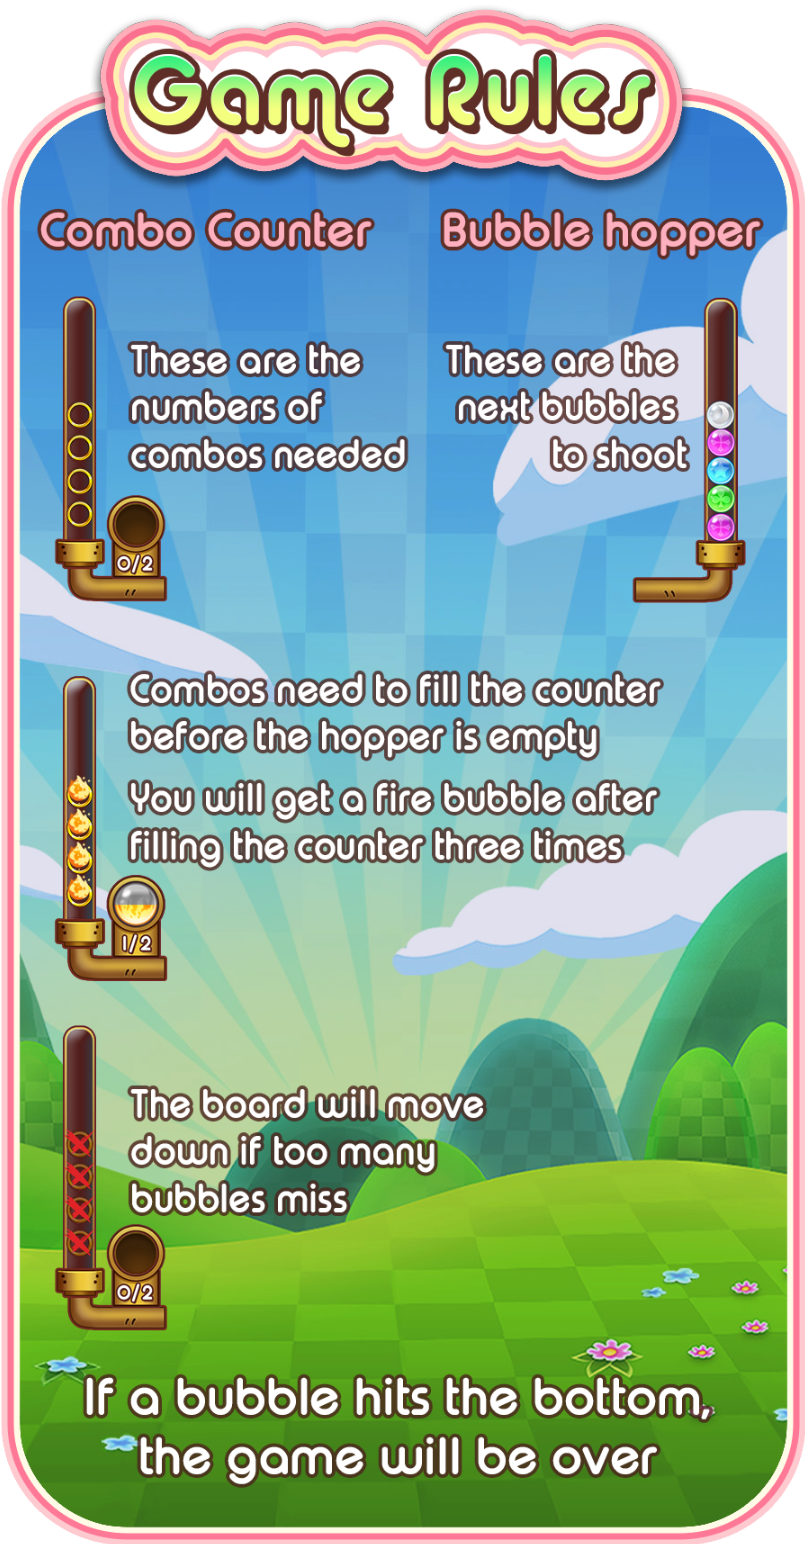 Game Rules
Combo Counter
Bubble hopper
These are the
numbers of
combos needed
0/2
These are the
next bubbles
to shoot
Combos need to fill the counter
before the hopper is empty
You will get a fire bubble after
filling the counter three times
1/2
The board will move
down if too many
bubbles miss
0/2
If a bubble hits the bottom,
the game will be over